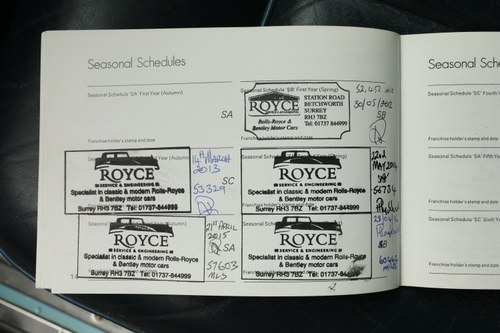 Seasonal Schedules
Seasonal Schedule 'SA' First Year (Autumn)
SA
Franchise holder's stamp and date
Seasonal Schedule 'SB' First Year (Spring)
ROYCE
SERVICE & ENGINEERING
Rolls-Royce &
Bentley Motor Cars
STATION ROAD
BETCHWORTH
SURREY
RH3 7BZ
Tel: 01737 844999
52,452
30/05/2012
SB
ROYCE
SERVICE & ENGINEERING
Specialist in classic & modern Rolls-Royce
& Bentley motor cars
Surrey RH3 7BZ Tel: 01737-844999
14TH MARCH
2013
SC
53329
ROYCE
SERVICE & ENGINEERING
Specialist in classic & modern Rolls-Royce
& Bentley motor cars
Surrey RH3 7BZ Tel: 01737-844999
22nd
MAY 2014
56734
ROYCE
SERVICE & ENGINEERING
Specialist in classic & modern Rolls-Royce
& Bentley motor cars
Surrey RH3 7BZ Tel: 01737-844999
21ST APRIL
2015
SA
57603
MLS
ROYCE
SERVICE & ENGINEERING
Specialist in classic & modern Rolls-Royce
& Bentley motor cars
Surrey RH3 7BZ Tel: 01737-844999
SB
Seasonal Schedule 'SC' Fourth
Franchise holder's stamp and date
Seasonal Schedule 'SA' Fifth
Franchise holder's stamp and date
Seasonal Schedule 'SC' Sixth
Franchise holder's stamp and date